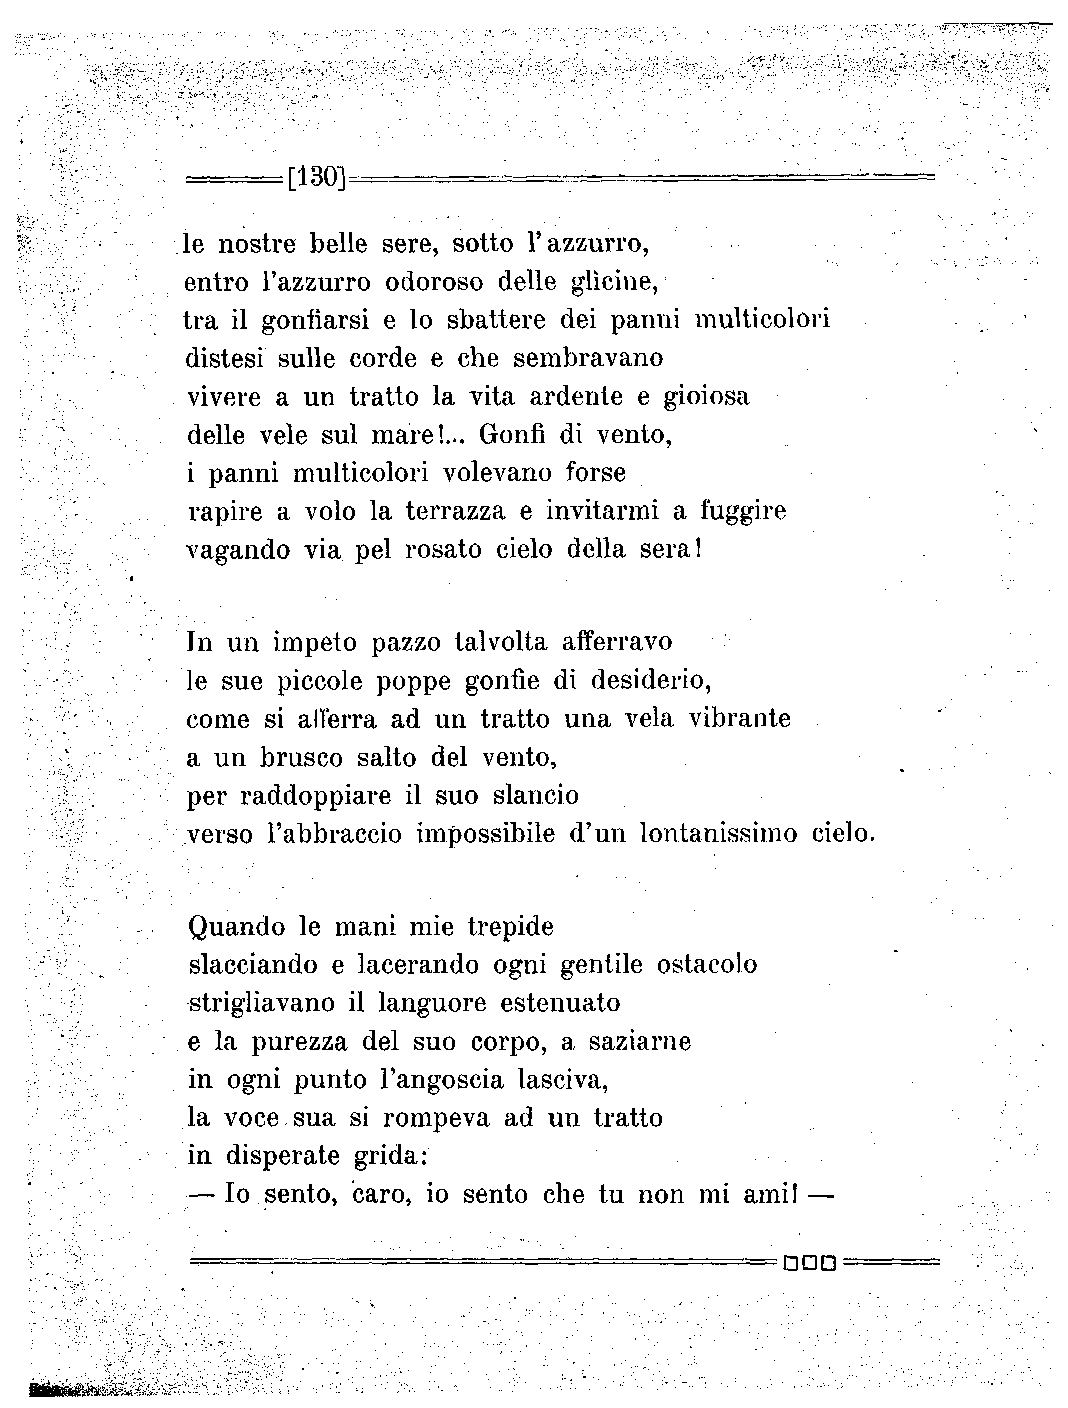 [130]
le nostre belle sere, sotto l'azzurro,
entro l'azzurro odoroso delle glicine,
tra il gonfiarsi e lo sbattere dei panni multicolori
distesi sulle corde e che sembravano
vivere a un tratto la vita ardente e gioiosa
delle vele sul mare!... Gonfi di vento,
i panni multicolori volevano forse
rapire a volo la terrazza e invitarmi a fuggire
vagando via pel rosato cielo della sera!
In un impeto pazzo talvolta afferravo
le sue piccole poppe gonfie di desiderio,
come si afferra ad un tratto una vela vibrante
a un brusco salto del vento,
per raddoppiare il suo slancio
verso l'abbraccio impossibile d'un lontanissimo cielo.
Quando le mani mie trepide
slacciando e lacerando ogni gentile ostacolo
strigliavano il languore estenuato
e la purezza del suo corpo, a saziarne
in ogni punto l'angoscia lasciva,
la voce sua si rompeva ad un tratto
in disperate grida:
— Io sento, caro, io sento che tu non mi ami! —